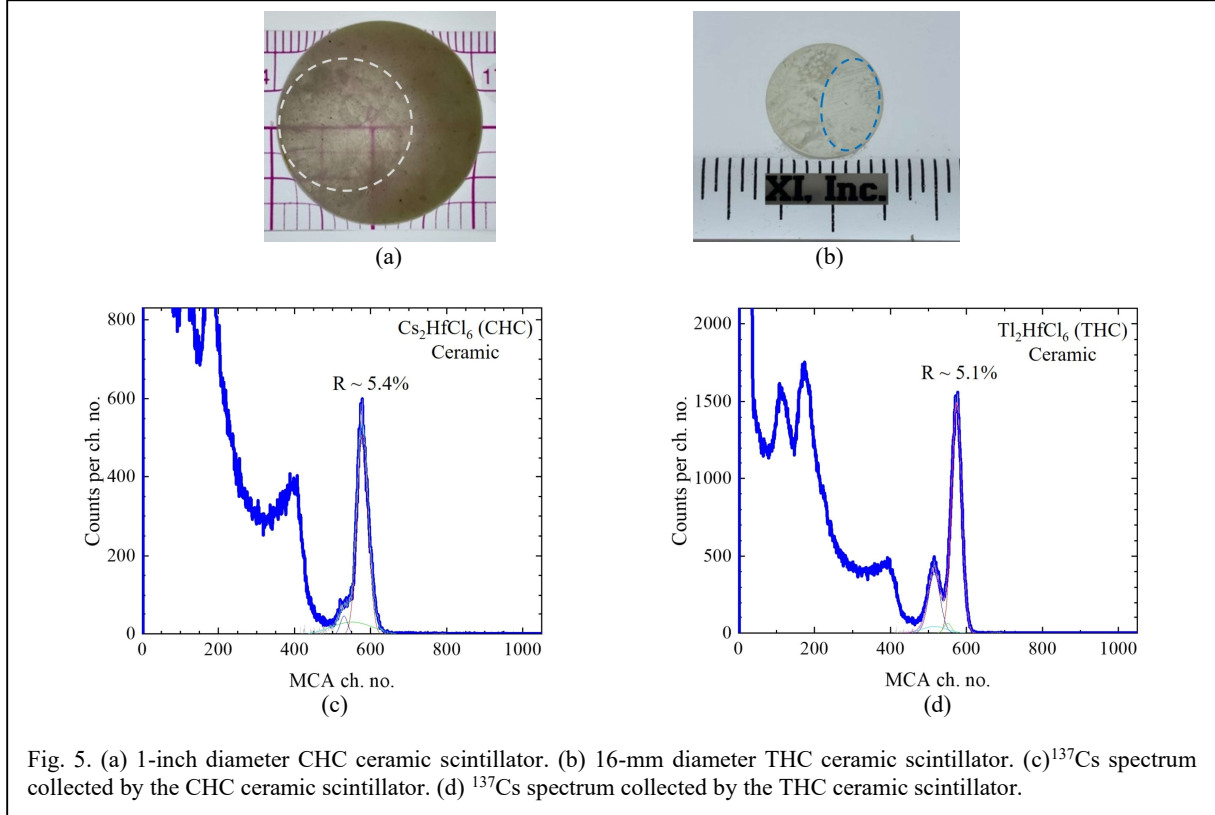 4
1
XI, Inc.
(a)
(b)
800
600
400
200
0
Counts per ch. no.
Cs₂HfCl₆ (CHC)
Ceramic
R ~ 5.4%
0 200 400 600 800 1000
MCA ch. no.
(c)
2000
1500
1000
500
0
Counts per ch. no.
Tl₂HfCl₆ (THC)
Ceramic
R ~ 5.1%
0 200 400 600 800 1000
MCA ch. no.
(d)
Fig. 5. (a) 1-inch diameter CHC ceramic scintillator. (b) 16-mm diameter THC ceramic scintillator. (c)¹³⁷Cs spectrum
collected by the CHC ceramic scintillator. (d) ¹³⁷Cs spectrum collected by the THC ceramic scintillator.